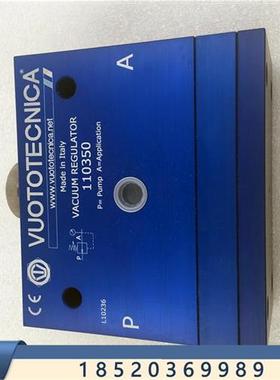 VUOTOTECNICA
www.vuototecnica.net
Made in Italy
VACUUM REGULATOR
110350
P= Pump A=Application
A
P
A
P
L10236
CE
18520369989